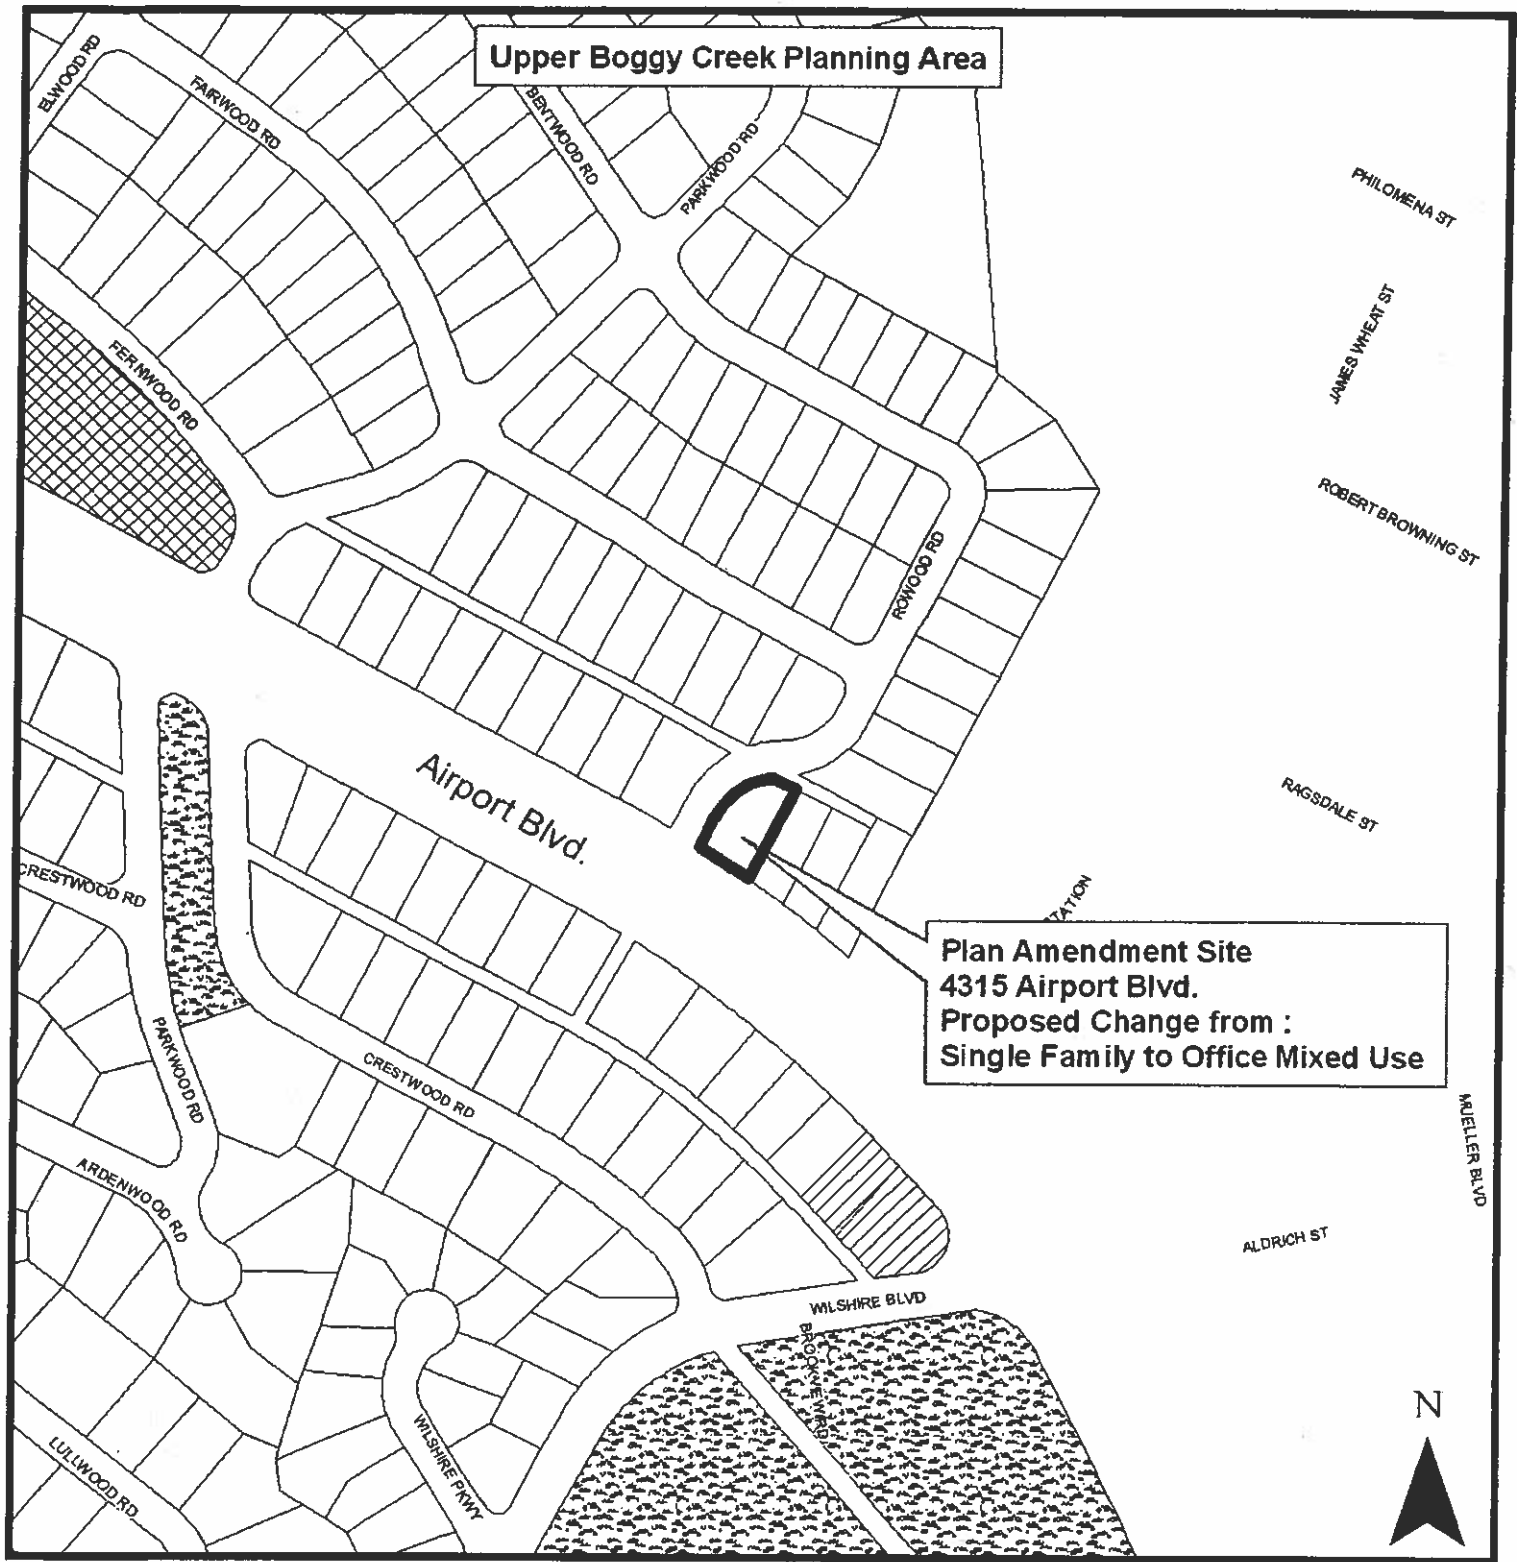 Upper Boggy Creek Planning Area
ELWOOD RD
FAIRWOOD RD
BENTWOOD RD
PARKWOOD RD
PHILOMENA ST
JAMES WHEAT ST
FERNWOOD RD
ROBERT BROWNING ST
ROWOOD RD
Airport Blvd.
RAGSDALE ST
CRESTWOOD RD
TATION
Plan Amendment Site
4315 Airport Blvd.
Proposed Change from :
Single Family to Office Mixed Use
PARKWOOD RD
CRESTWOOD RD
MUELLER BLVD
ARDENWOOD RD
ALDRICH ST
WILSHIRE BLVD
BROOKVIEW RD
N
WILSHIRE PKWY
LULLWOOD RD